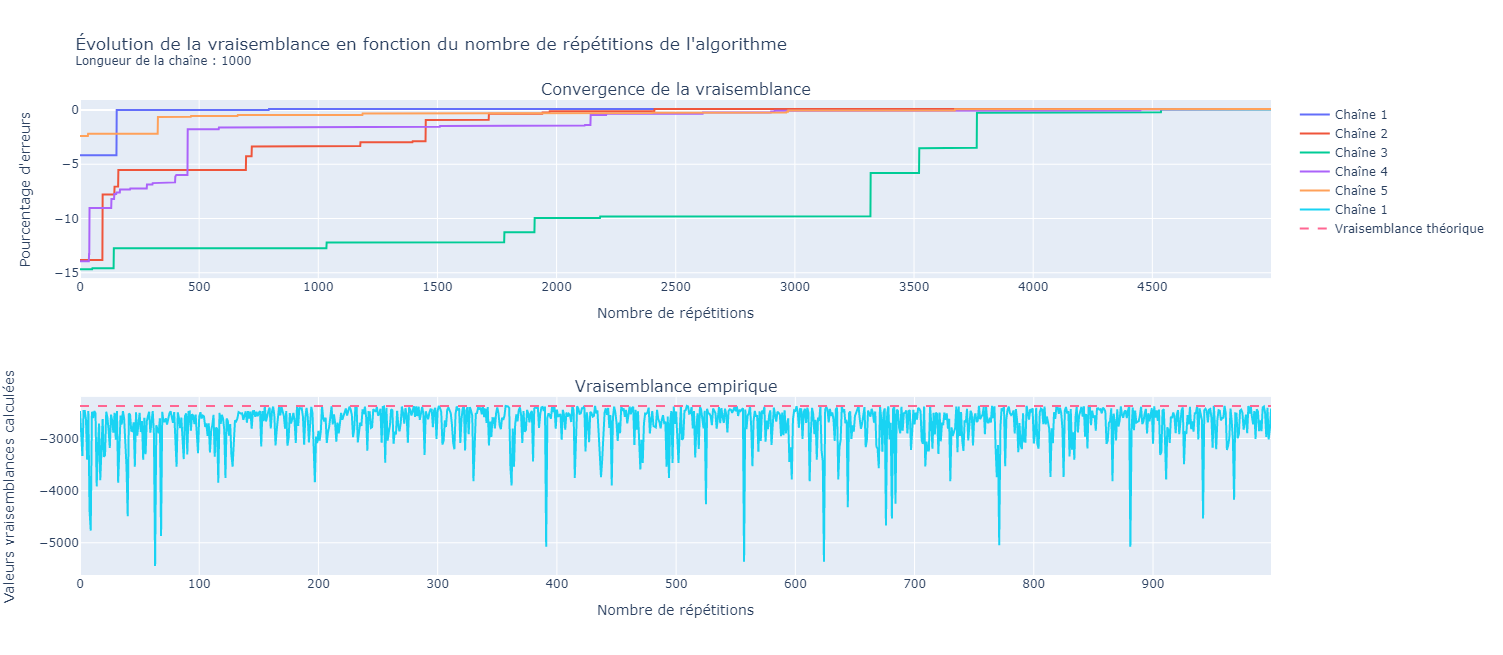 Évolution de la vraisemblance en fonction du nombre de répétitions de l'algorithme
Longueur de la chaîne : 1000
Convergence de la vraisemblance
Pourcentage d'erreurs
0
−5
−10
−15
0 500 1000 1500 2000 2500 3000 3500 4000 4500
Nombre de répétitions
Chaîne 1
Chaîne 2
Chaîne 3
Chaîne 4
Chaîne 5
Chaîne 1
Vraisemblance théorique
Vraisemblance empirique
Valeurs vraisemblances calculées
−3000
−4000
−5000
0 100 200 300 400 500 600 700 800 900
Nombre de répétitions